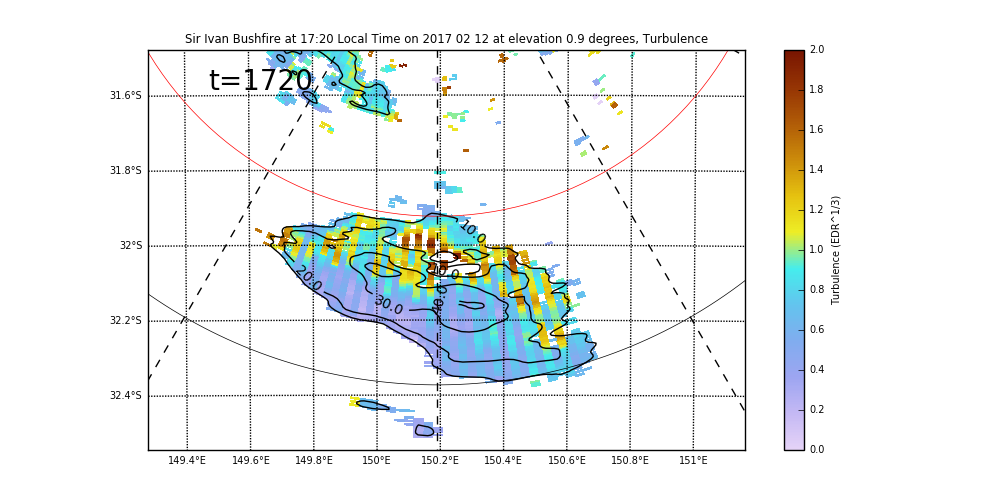 Sir Ivan Bushfire at 17:20 Local Time on 2017 02 12 at elevation 0.9 degrees, Turbulence
t=1720
0
31.6°S
31.8°S
32°S
32.2°S
32.4°S
10.0
20.0
30.0
149.4°E 149.6°E 149.8°E 150°E 150.2°E 150.4°E 150.6°E 150.8°E 151°E
2.0
1.8
1.6
1.4
1.2
1.0
0.8
0.6
0.4
0.2
0.0
Turbulence (EDR^1/3)